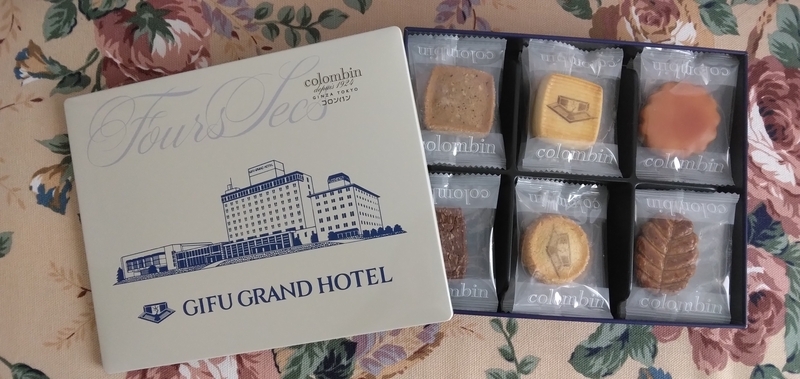 Fours Secs
colombin
depuis 1924
GINZA TOKYO
コロンバン
GIFU GRAND HOTEL
colombin
colombin
colombin
colombin
colombin
colombin
colombin
colombin
colombin
colombin
colombin